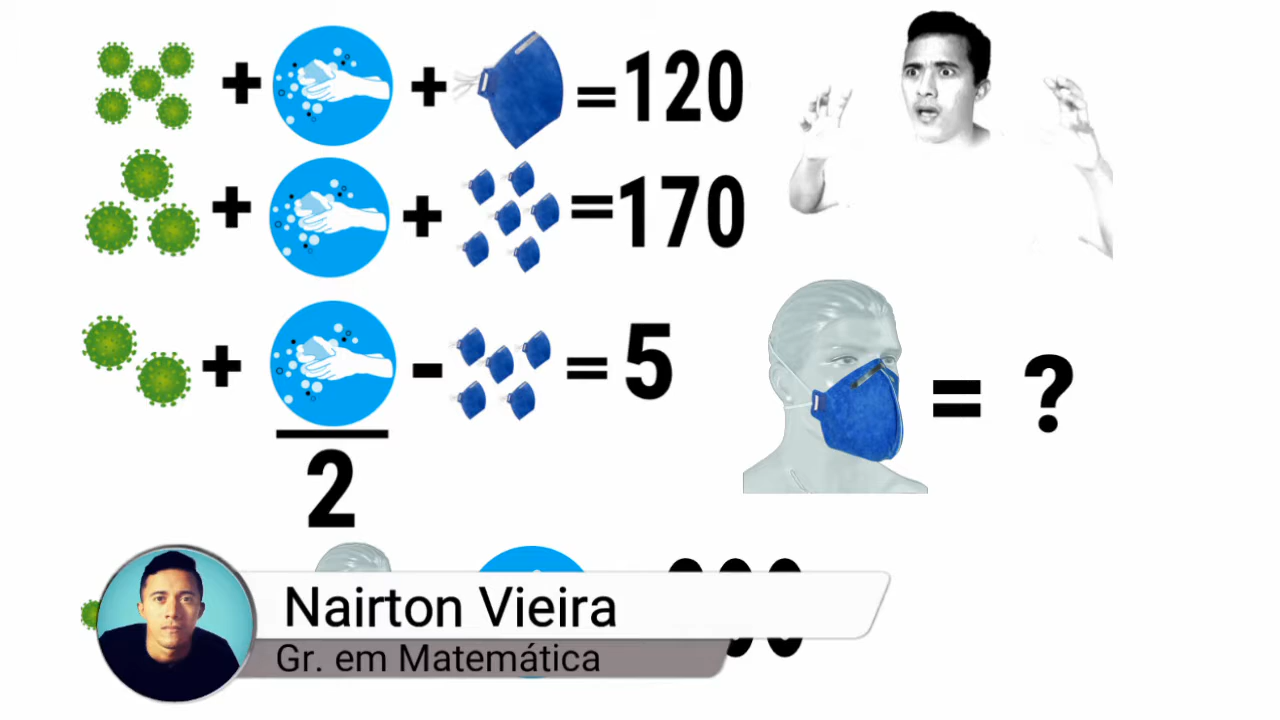 + + = 120
+ + = 170
+ - = 5
2
= ?
Nairton Vieira
Gr. em Matemática